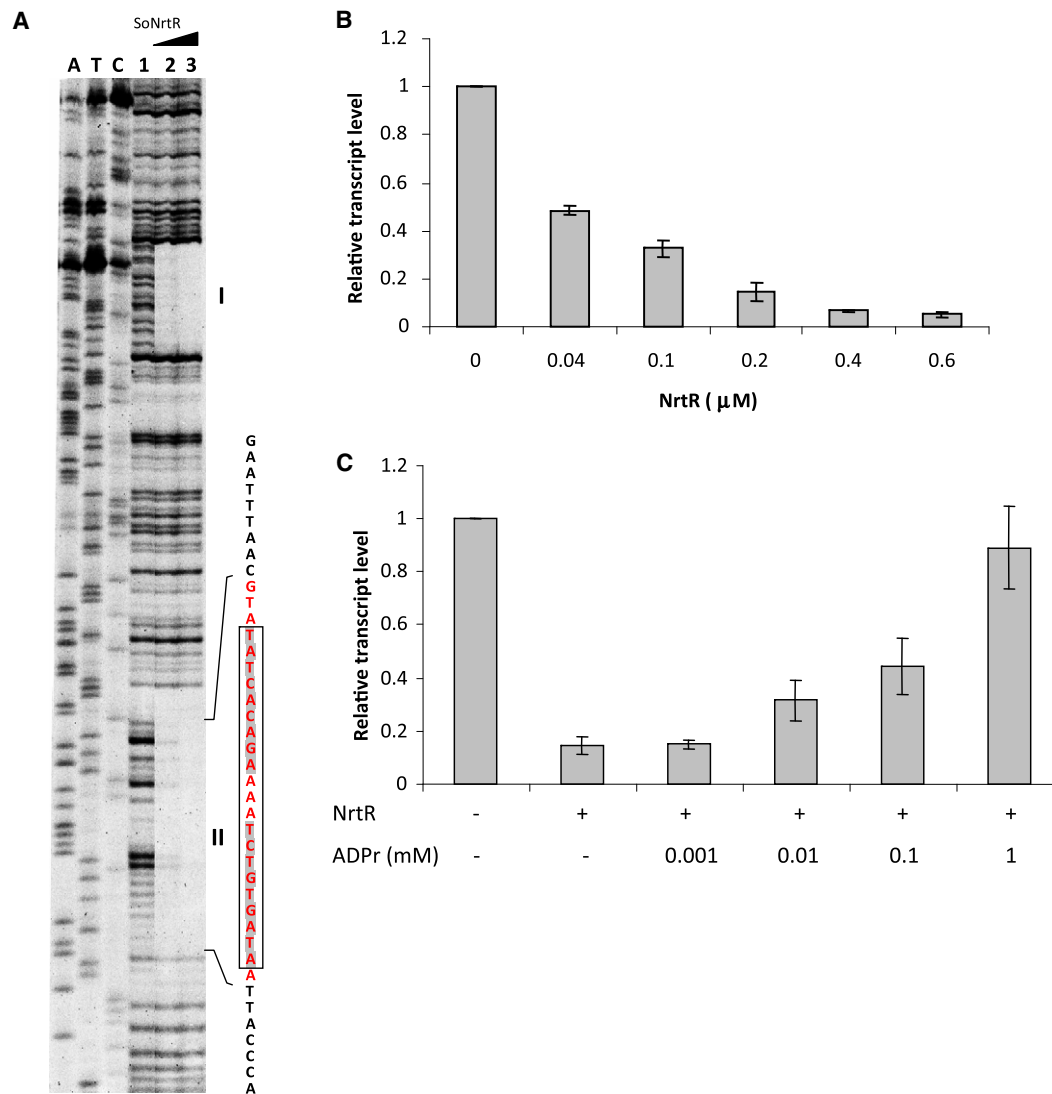 A
SoNrtR
A T C 1 2 3
I
II
GAATTTAACGTATATCACAGAAAATCTGTGATAATTACCCA
B
Relative transcript level
1.2
1
0.8
0.6
0.4
0.2
0
0 0.04 0.1 0.2 0.4 0.6
NrtR ( μM)
C
Relative transcript level
1.2
1
0.8
0.6
0.4
0.2
0
NrtR - + + + + +
ADPr (mM) - - 0.001 0.01 0.1 1